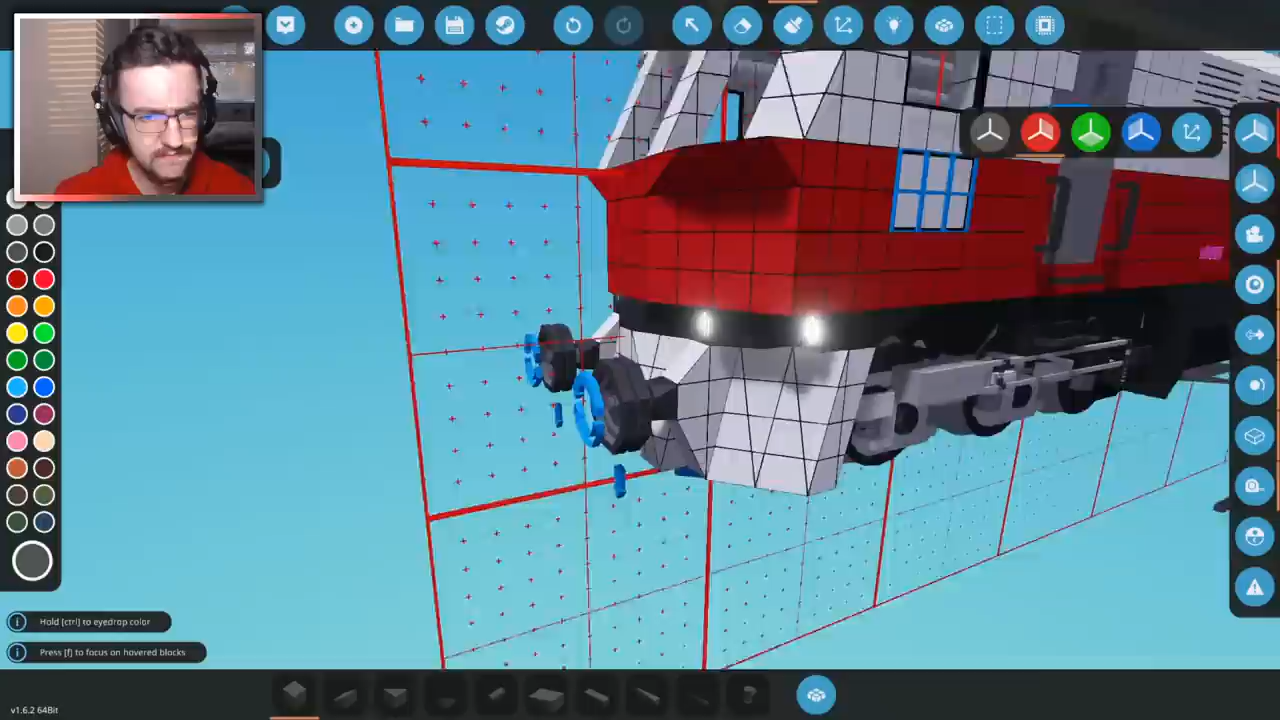 Hold [ctrl] to eyedrop color
Press [f] to focus on hovered blocks
v1.6.2 64Bit